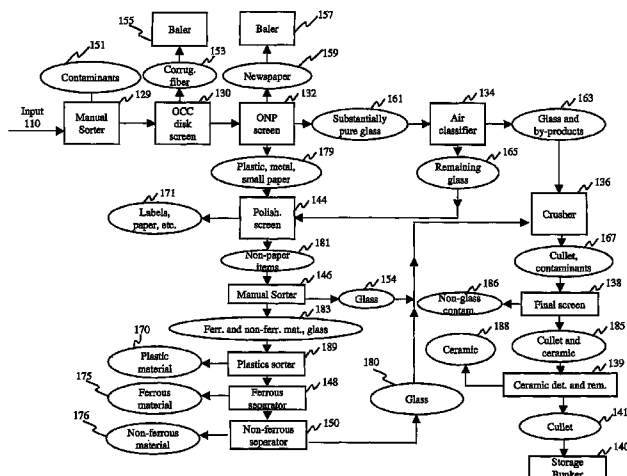 155
Baler
Baler
157
151
153
159
Contaminants
Corrug.
fiber
Newspaper
Input
110
129
130
132
161
134
163
Manual
Sorter
OCC
disk
screen
ONP
screen
Substantially
pure glass
Air
classifier
Glass and
by-products
179
165
Plastic, metal,
small paper
Remaining
glass
171
144
136
Labels,
paper, etc.
Polish.
screen
Crusher
181
167
Non-paper
items
Cullet,
contaminants
146
154
186
138
Manual Sorter
Glass
Non-glass
contam.
Final screen
183
188
185
170
Ferr. and non-ferr. mat., glass
Cullet and
ceramic
189
Plastic
material
Plastics sorter
Ceramic
139
175
148
180
Ceramic det. and rem.
Ferrous
material
Ferrous
separator
Glass
141
176
150
Cullet
Non-ferrous
material
Non-ferrous
separator
140
Storage
Bunker